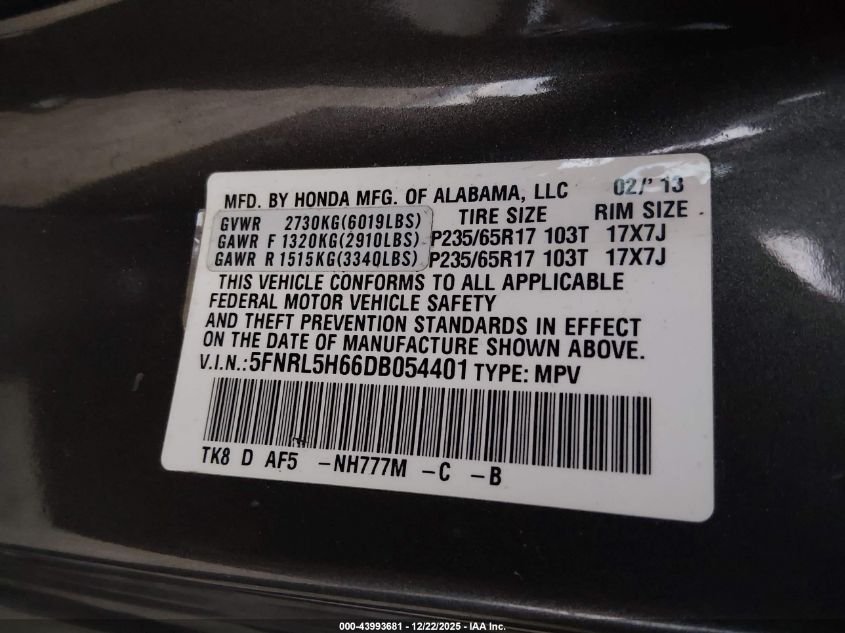 MFD. BY HONDA MFG. OF ALABAMA, LLC 02/' 13
GVWR 2730KG(6019LBS) TIRE SIZE RIM SIZE
GAWR F 1320KG(2910LBS) P235/65R17 103T 17X7J
GAWR R 1515KG(3340LBS) P235/65R17 103T 17X7J
THIS VEHICLE CONFORMS TO ALL APPLICABLE
FEDERAL MOTOR VEHICLE SAFETY
AND THEFT PREVENTION STANDARDS IN EFFECT
ON THE DATE OF MANUFACTURE SHOWN ABOVE.
V.I.N.: 5FNRL5H66DB054401 TYPE: MPV
TK8 D AF5 -NH777M -C -B
000-43993681 - 12/22/2025 - IAA Inc.